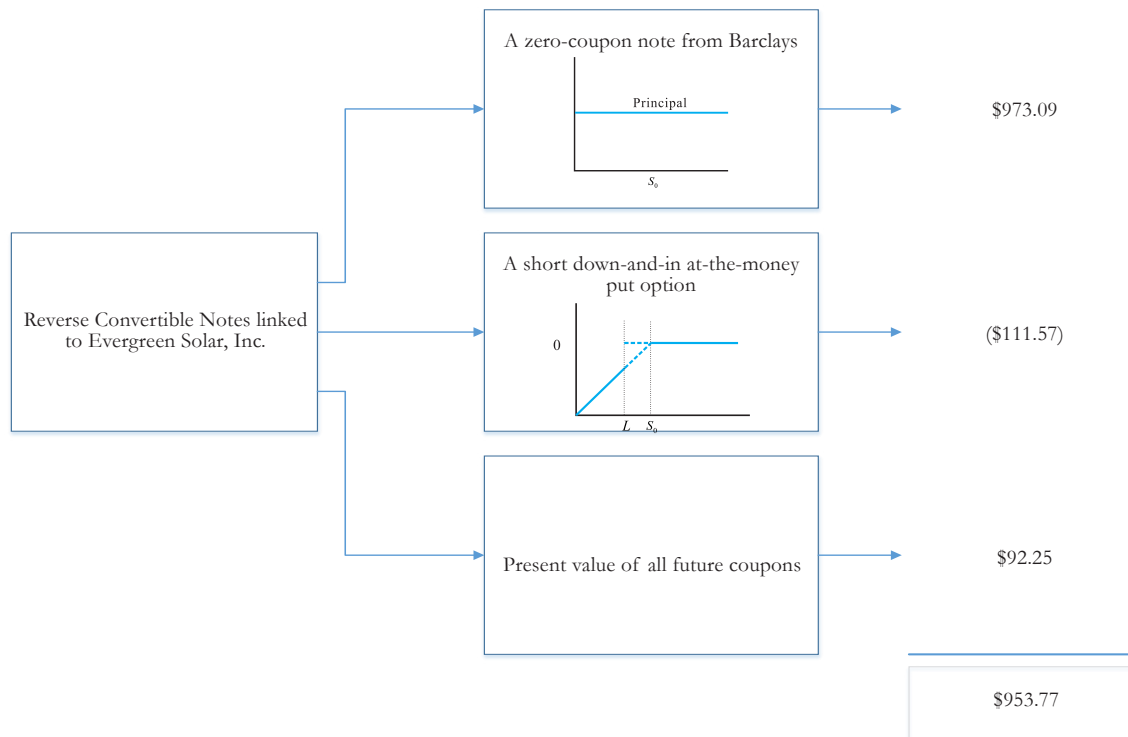 A zero-coupon note from Barclays
Principal
S₀
$973.09
Reverse Convertible Notes linked
to Evergreen Solar, Inc.
A short down-and-in at-the-money
put option
0
L S₀
($111.57)
Present value of all future coupons
$92.25
$953.77